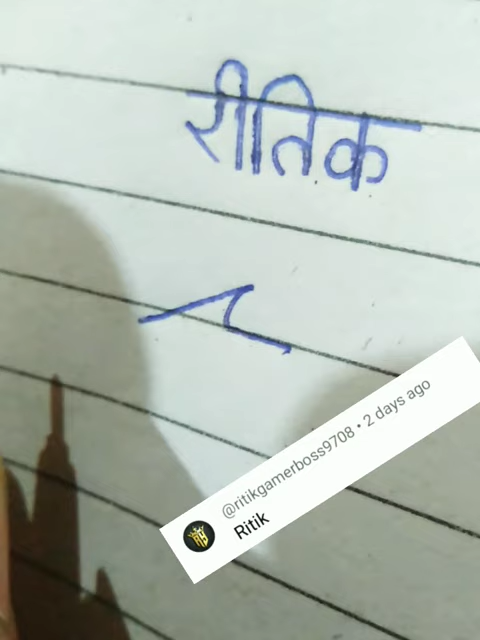 रीतिक
@ritikgamerboss9708 • 2 days ago
Ritik